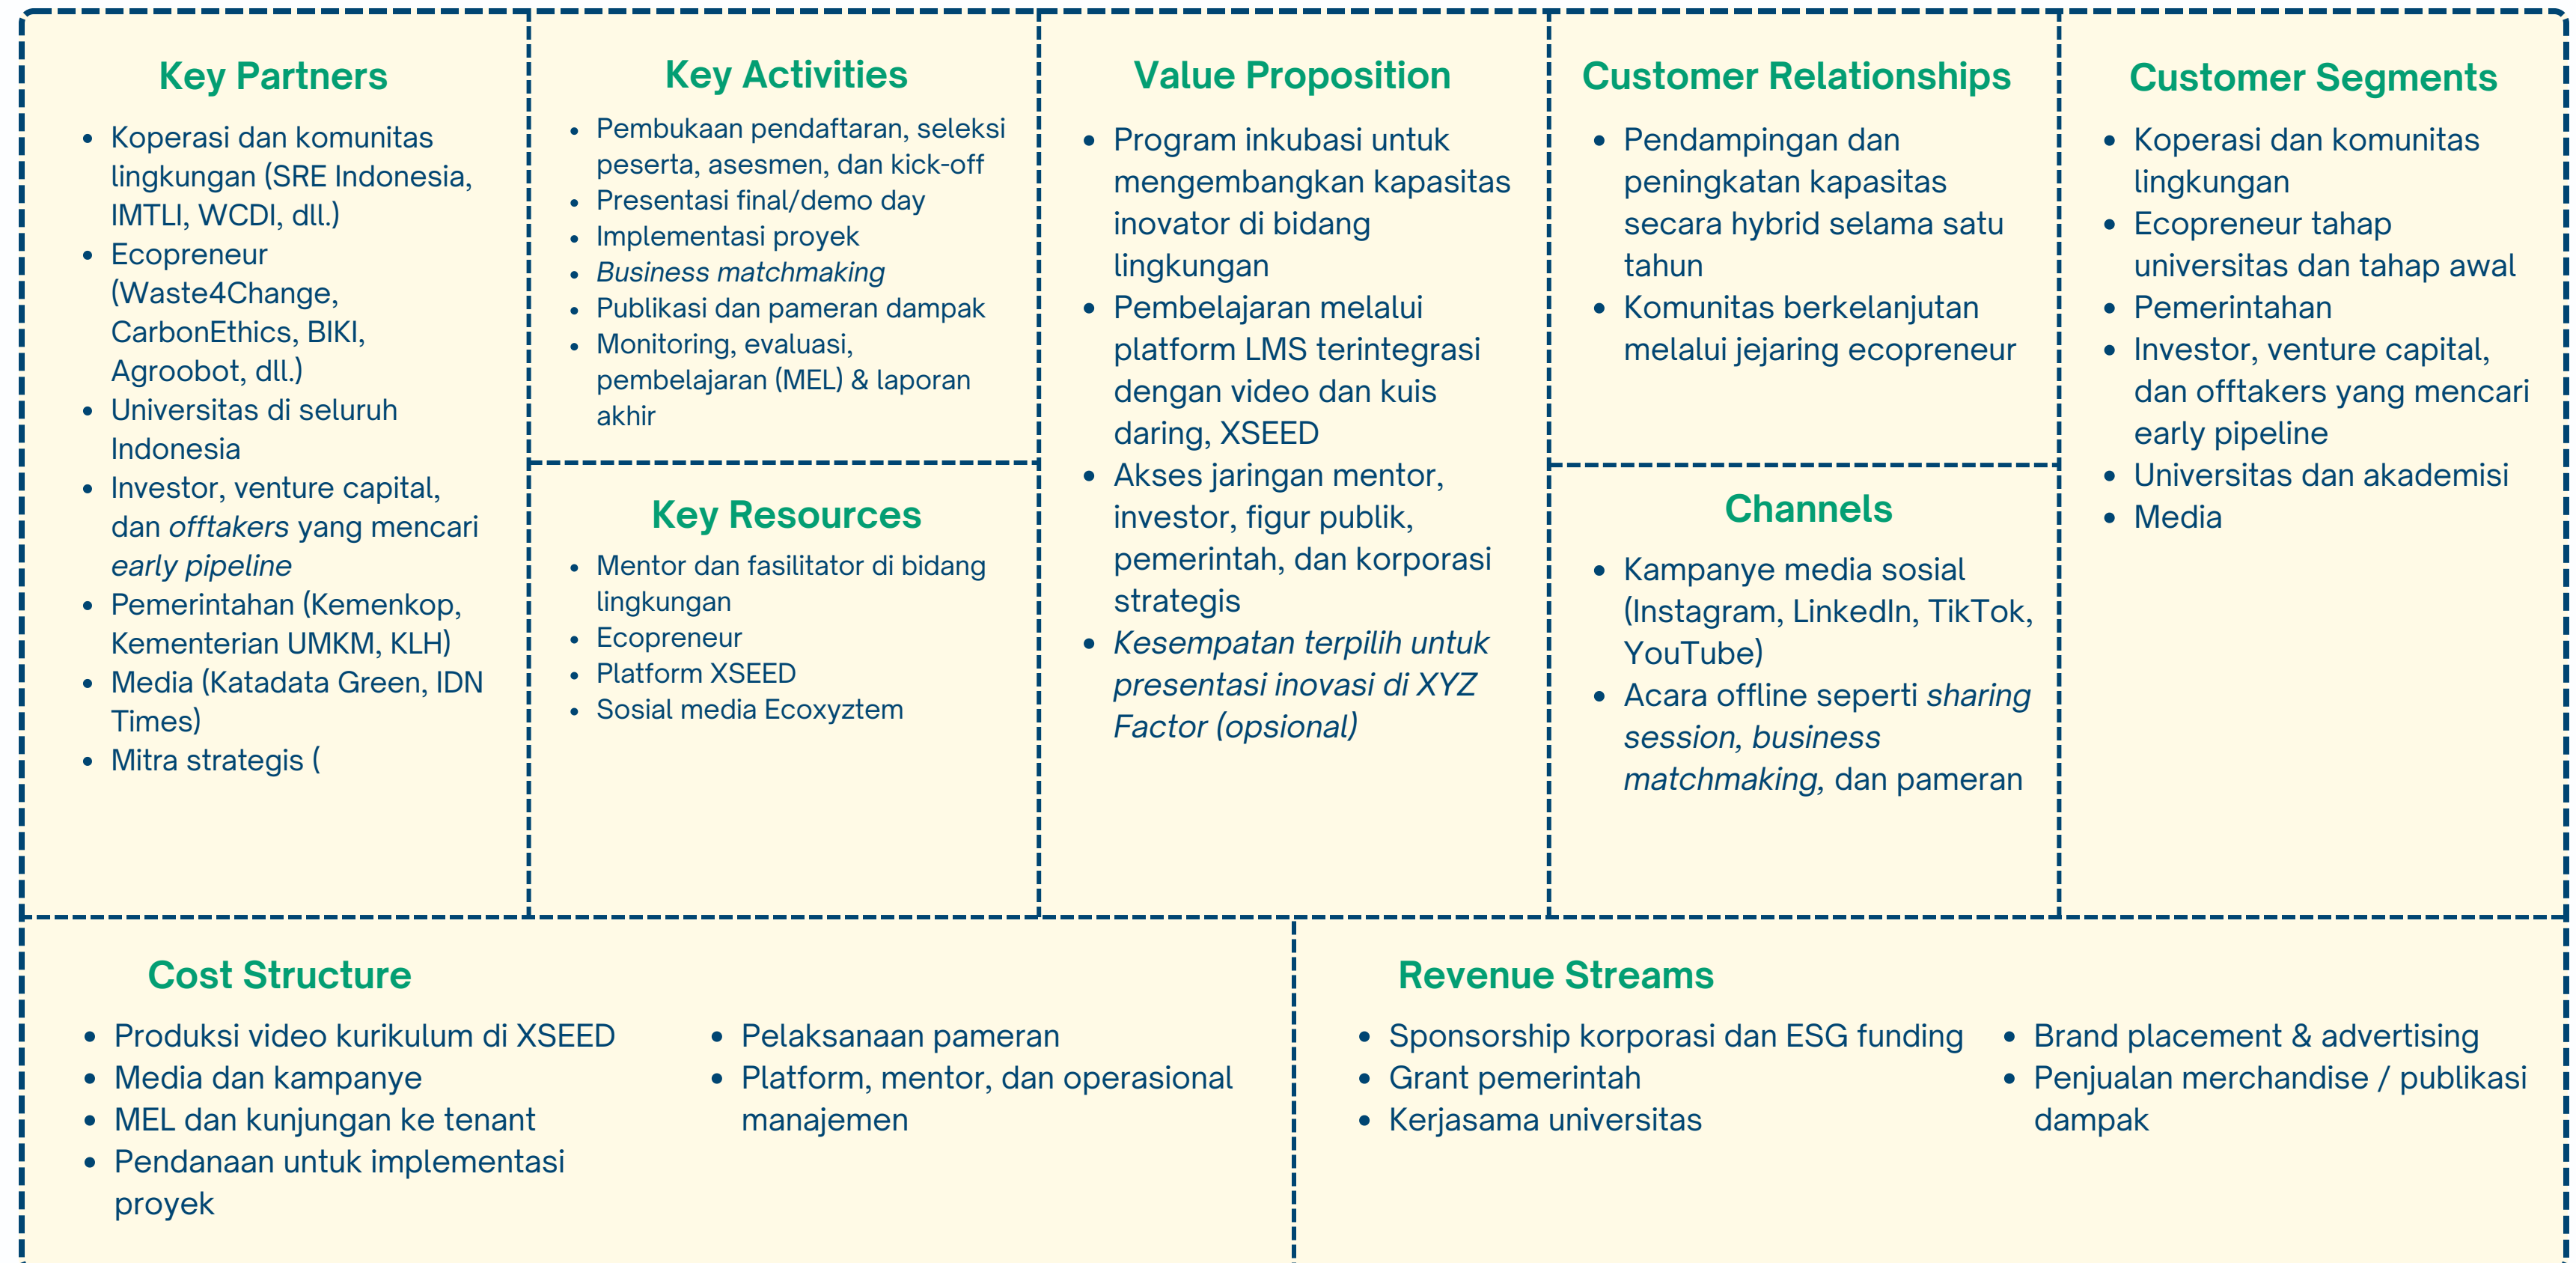 Key Partners
Koperasi dan komunitas
lingkungan (SRE Indonesia,
IMTLI, WCDI, dll.)
Ecopreneur
(Waste4Change,
CarbonEthics, BIKI,
Agroobot, dll.)
Universitas di seluruh
Indonesia
Investor, venture capital,
dan offtakers yang mencari
early pipeline
Pemerintahan (Kemenkop,
Kementerian UMKM, KLH)
Media (Katadata Green, IDN
Times)
Mitra strategis (
Key Activities
Pembukaan pendaftaran, seleksi
peserta, asesmen, dan kick-off
Presentasi final/demo day
Implementasi proyek
Business matchmaking
Publikasi dan pameran dampak
Monitoring, evaluasi,
pembelajaran (MEL) & laporan
akhir
Key Resources
Mentor dan fasilitator di bidang
lingkungan
Ecopreneur
Platform XSEED
Sosial media Ecoxyztem
Value Proposition
Program inkubasi untuk
mengembangkan kapasitas
inovator di bidang
lingkungan
Pembelajaran melalui
platform LMS terintegrasi
dengan video dan kuis
daring, XSEED
Akses jaringan mentor,
investor, figur publik,
pemerintah, dan korporasi
strategis
Kesempatan terpilih untuk
presentasi inovasi di XYZ
Factor (opsional)
Customer Relationships
Pendampingan dan
peningkatan kapasitas
secara hybrid selama satu
tahun
Komunitas berkelanjutan
melalui jejaring ecopreneur
Channels
Kampanye media sosial
(Instagram, LinkedIn, TikTok,
YouTube)
Acara offline seperti sharing
session, business
matchmaking, dan pameran
Customer Segments
Koperasi dan komunitas
lingkungan
Ecopreneur tahap
universitas dan tahap awal
Pemerintahan
Investor, venture capital,
dan offtakers yang mencari
early pipeline
Universitas dan akademisi
Media
Cost Structure
Produksi video kurikulum di XSEED
Media dan kampanye
MEL dan kunjungan ke tenant
Pendanaan untuk implementasi
proyek
Pelaksanaan pameran
Platform, mentor, dan operasional
manajemen
Revenue Streams
Sponsorship korporasi dan ESG funding
Grant pemerintah
Kerjasama universitas
Brand placement & advertising
Penjualan merchandise / publikasi
dampak